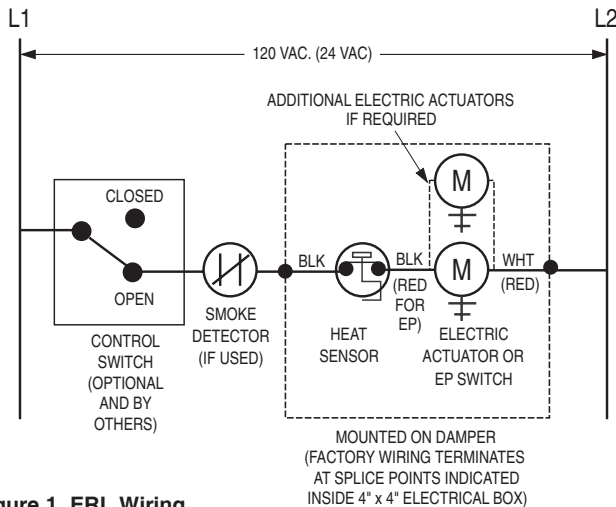 L1
L2
120 VAC. (24 VAC)
ADDITIONAL ELECTRIC ACTUATORS
IF REQUIRED
CLOSED
OPEN
CONTROL
SWITCH
(OPTIONAL
AND BY
OTHERS)
SMOKE
DETECTOR
(IF USED)
BLK
HEAT
SENSOR
BLK
(RED
FOR
EP)
M
M
WHT
(RED)
ELECTRIC
ACTUATOR OR
EP SWITCH
MOUNTED ON DAMPER
(FACTORY WIRING TERMINATES
AT SPLICE POINTS INDICATED
INSIDE 4" x 4" ELECTRICAL BOX)